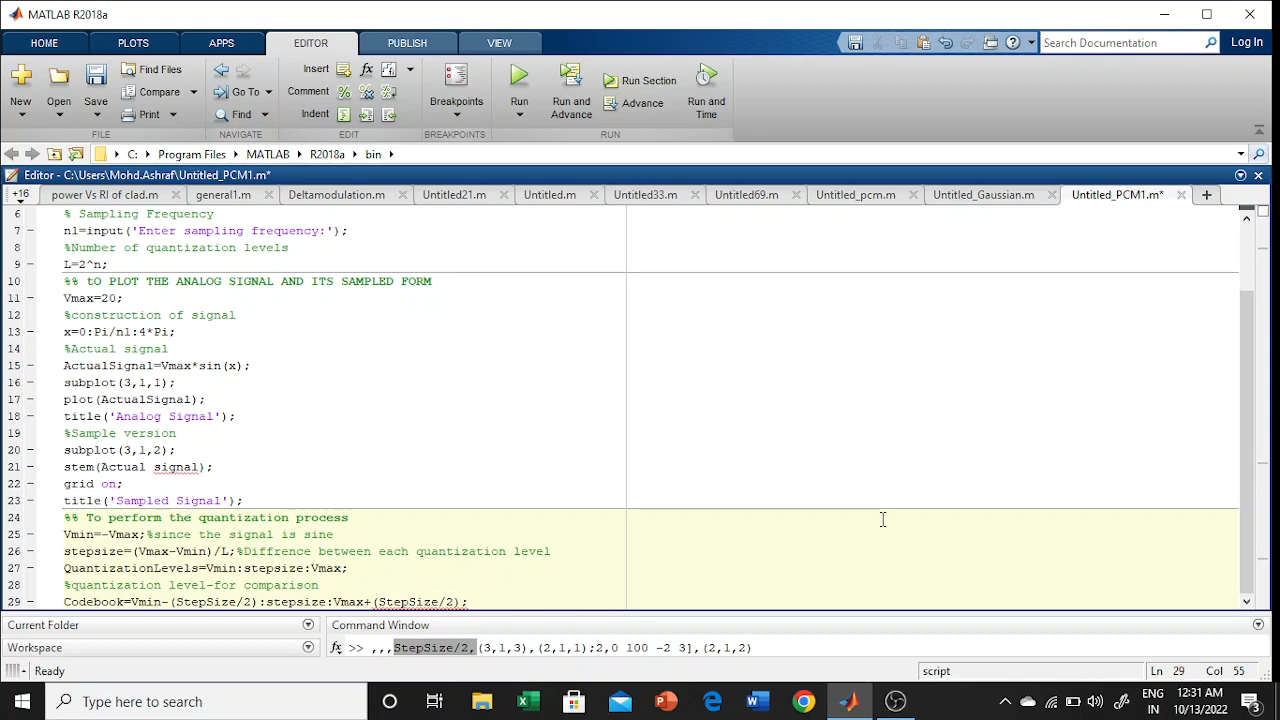 MATLAB R2018a
HOME PLOTS APPS EDITOR PUBLISH VIEW Search Documentation Log In
New Open Save Find Files Compare Print Go To Find Insert Comment Indent Breakpoints Run Run and Advance Run Section Advance Run and Time
FILE NAVIGATE EDIT BREAKPOINTS RUN
C: Program Files MATLAB R2018a bin
Editor - C:\Users\Mohd.Ashraf\Untitled_PCM1.m*
+16 power Vs RI of clad.m general1.m Deltamodulation.m Untitled21.m Untitled.m Untitled33.m Untitled69.m Untitled_pcm.m Untitled_Gaussian.m Untitled_PCM1.m*
6 % Sampling Frequency
7 n1=input('Enter sampling frequency:');
8 %Number of quantization levels
9 L=2^n;
10 %% tO PLOT THE ANALOG SIGNAL AND ITS SAMPLED FORM
11 Vmax=20;
12 %construction of signal
13 x=0:Pi/n1:4*Pi;
14 %Actual signal
15 ActualSignal=Vmax*sin(x);
16 subplot(3,1,1);
17 plot(ActualSignal);
18 title('Analog Signal');
19 %Sample version
20 subplot(3,1,2);
21 stem(Actual signal);
22 grid on;
23 title('Sampled Signal');
24 %% To perform the quantization process
25 Vmin=-Vmax;%since the signal is sine
26 stepsize=(Vmax-Vmin)/L;%Diffrence between each quantization level
27 QuantizationLevels=Vmin:stepsize:Vmax;
28 %quantization level-for comparison
29 Codebook=Vmin-(StepSize/2):stepsize:Vmax+(StepSize/2);
Current Folder Command Window
Workspace fx >> ,,,StepSize/2,(3,1,3),(2,1,1);2,0 100 -2 3],(2,1,2)
Ready script Ln 29 Col 55
Type here to search ENG IN 12:31 AM 10/13/2022 3